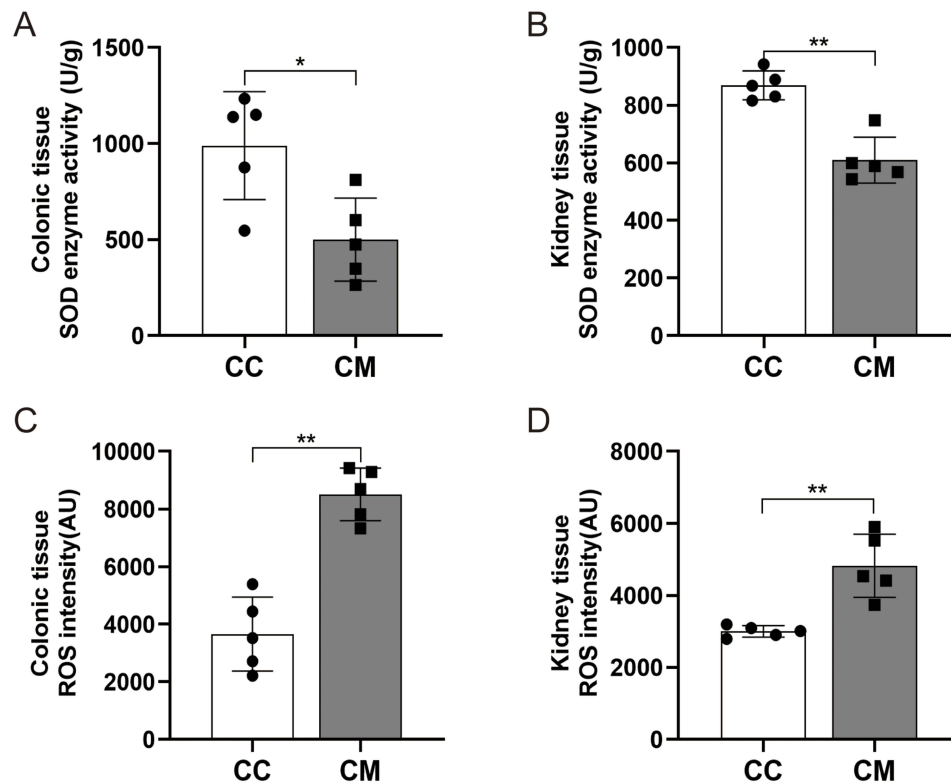 A
Colonic tissue
SOD enzyme activity (U/g)
1500
1000
500
0
*
CC
CM
B
Kidney tissue
SOD enzyme activity (U/g)
1000
800
600
400
200
0
**
CC
CM
C
Colonic tissue
ROS intensity(AU)
10000
8000
6000
4000
2000
0
**
CC
CM
D
Kidney tissue
ROS intensity(AU)
8000
6000
4000
2000
0
**
CC
CM